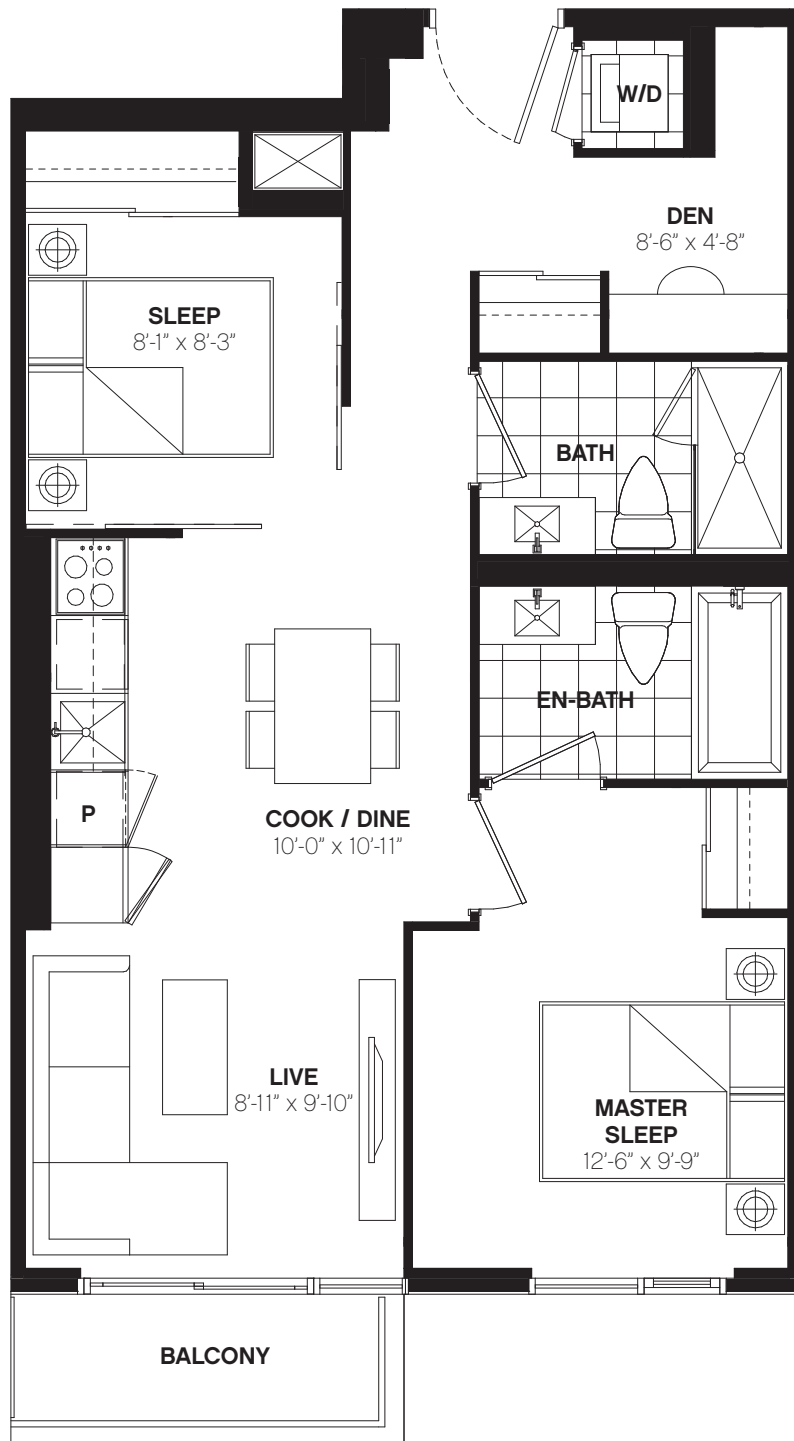 W/D
DEN
8'-6” x 4'-8”
SLEEP
8'-1” x 8'-3”
BATH
EN-BATH
P
COOK / DINE
10'-0” x 10'-11”
LIVE
8'-11” x 9'-10”
MASTER
SLEEP
12'-6” x 9'-9”
BALCONY